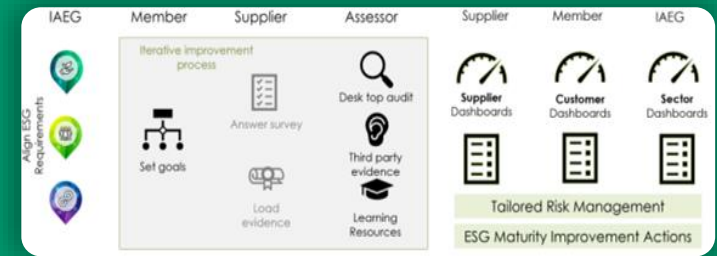 IAEG
Member
Supplier
Assessor
Supplier
Member
IAEG
Align ESG
Requirements
Iterative improvement
process
Set goals
Answer survey
Load
evidence
Desk top audit
Third party
evidence
Learning
Resources
Supplier
Dashboards
Customer
Dashboards
Sector
Dashboards
Tailored Risk Management
ESG Maturity Improvement Actions